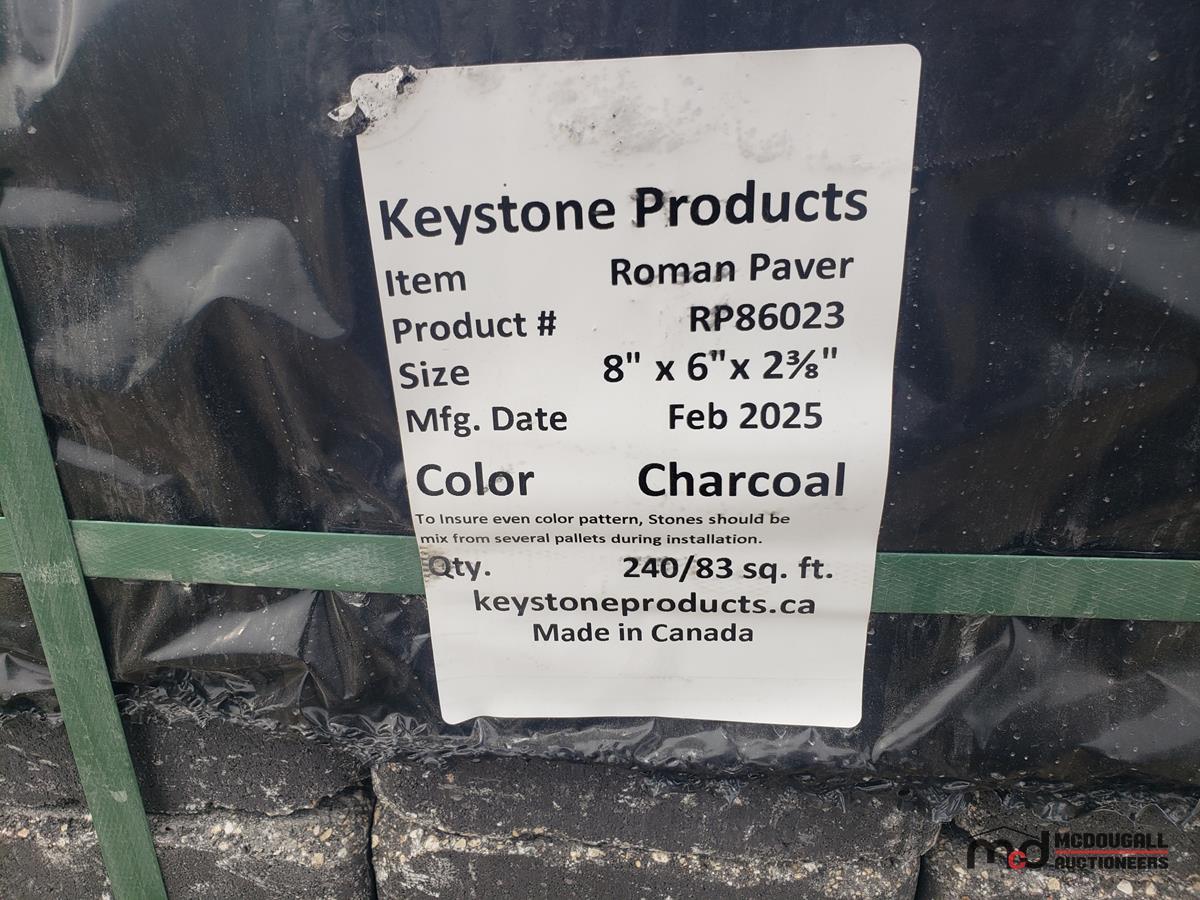 Keystone Products
Item Roman Paver
Product # RP86023
Size 8" x 6"x 2⅜"
Mfg. Date Feb 2025
Color Charcoal
To Insure even color pattern, Stones should be
mix from several pallets during installation.
Qty. 240/83 sq. ft.
keystoneproducts.ca
Made in Canada
mcd MCDOUGALL
AUCTIONEERS